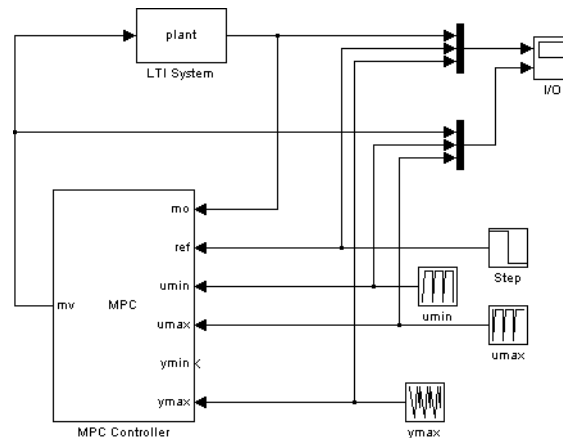 plant
LTI System
I/O
mo
ref
Step
umin
MPC
umin
mv
umax
umax
ymin
ymax
ymax
MPC Controller